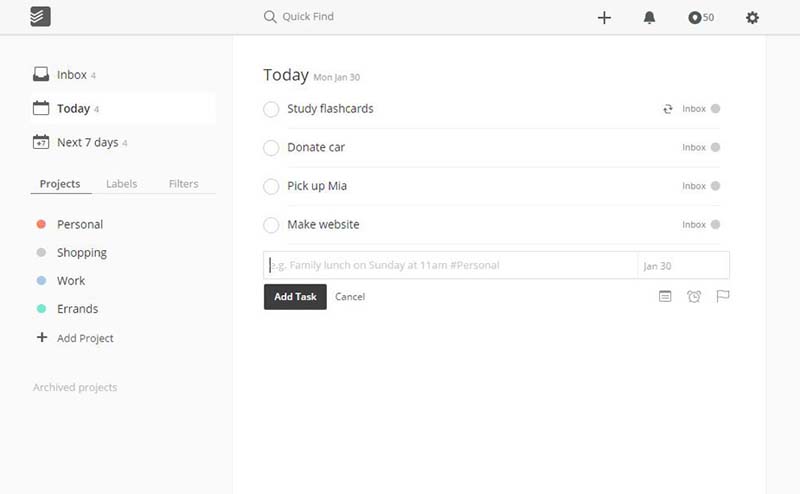 Quick Find
50
Inbox 4
Today 4
+7 Next 7 days 4
Projects Labels Filters
Personal
Shopping
Work
Errands
Add Project
Archived projects
Today Mon Jan 30
Study flashcards Inbox
Donate car Inbox
Pick up Mia Inbox
Make website Inbox
e.g. Family lunch on Sunday at 11am #Personal Jan 30
Add Task Cancel